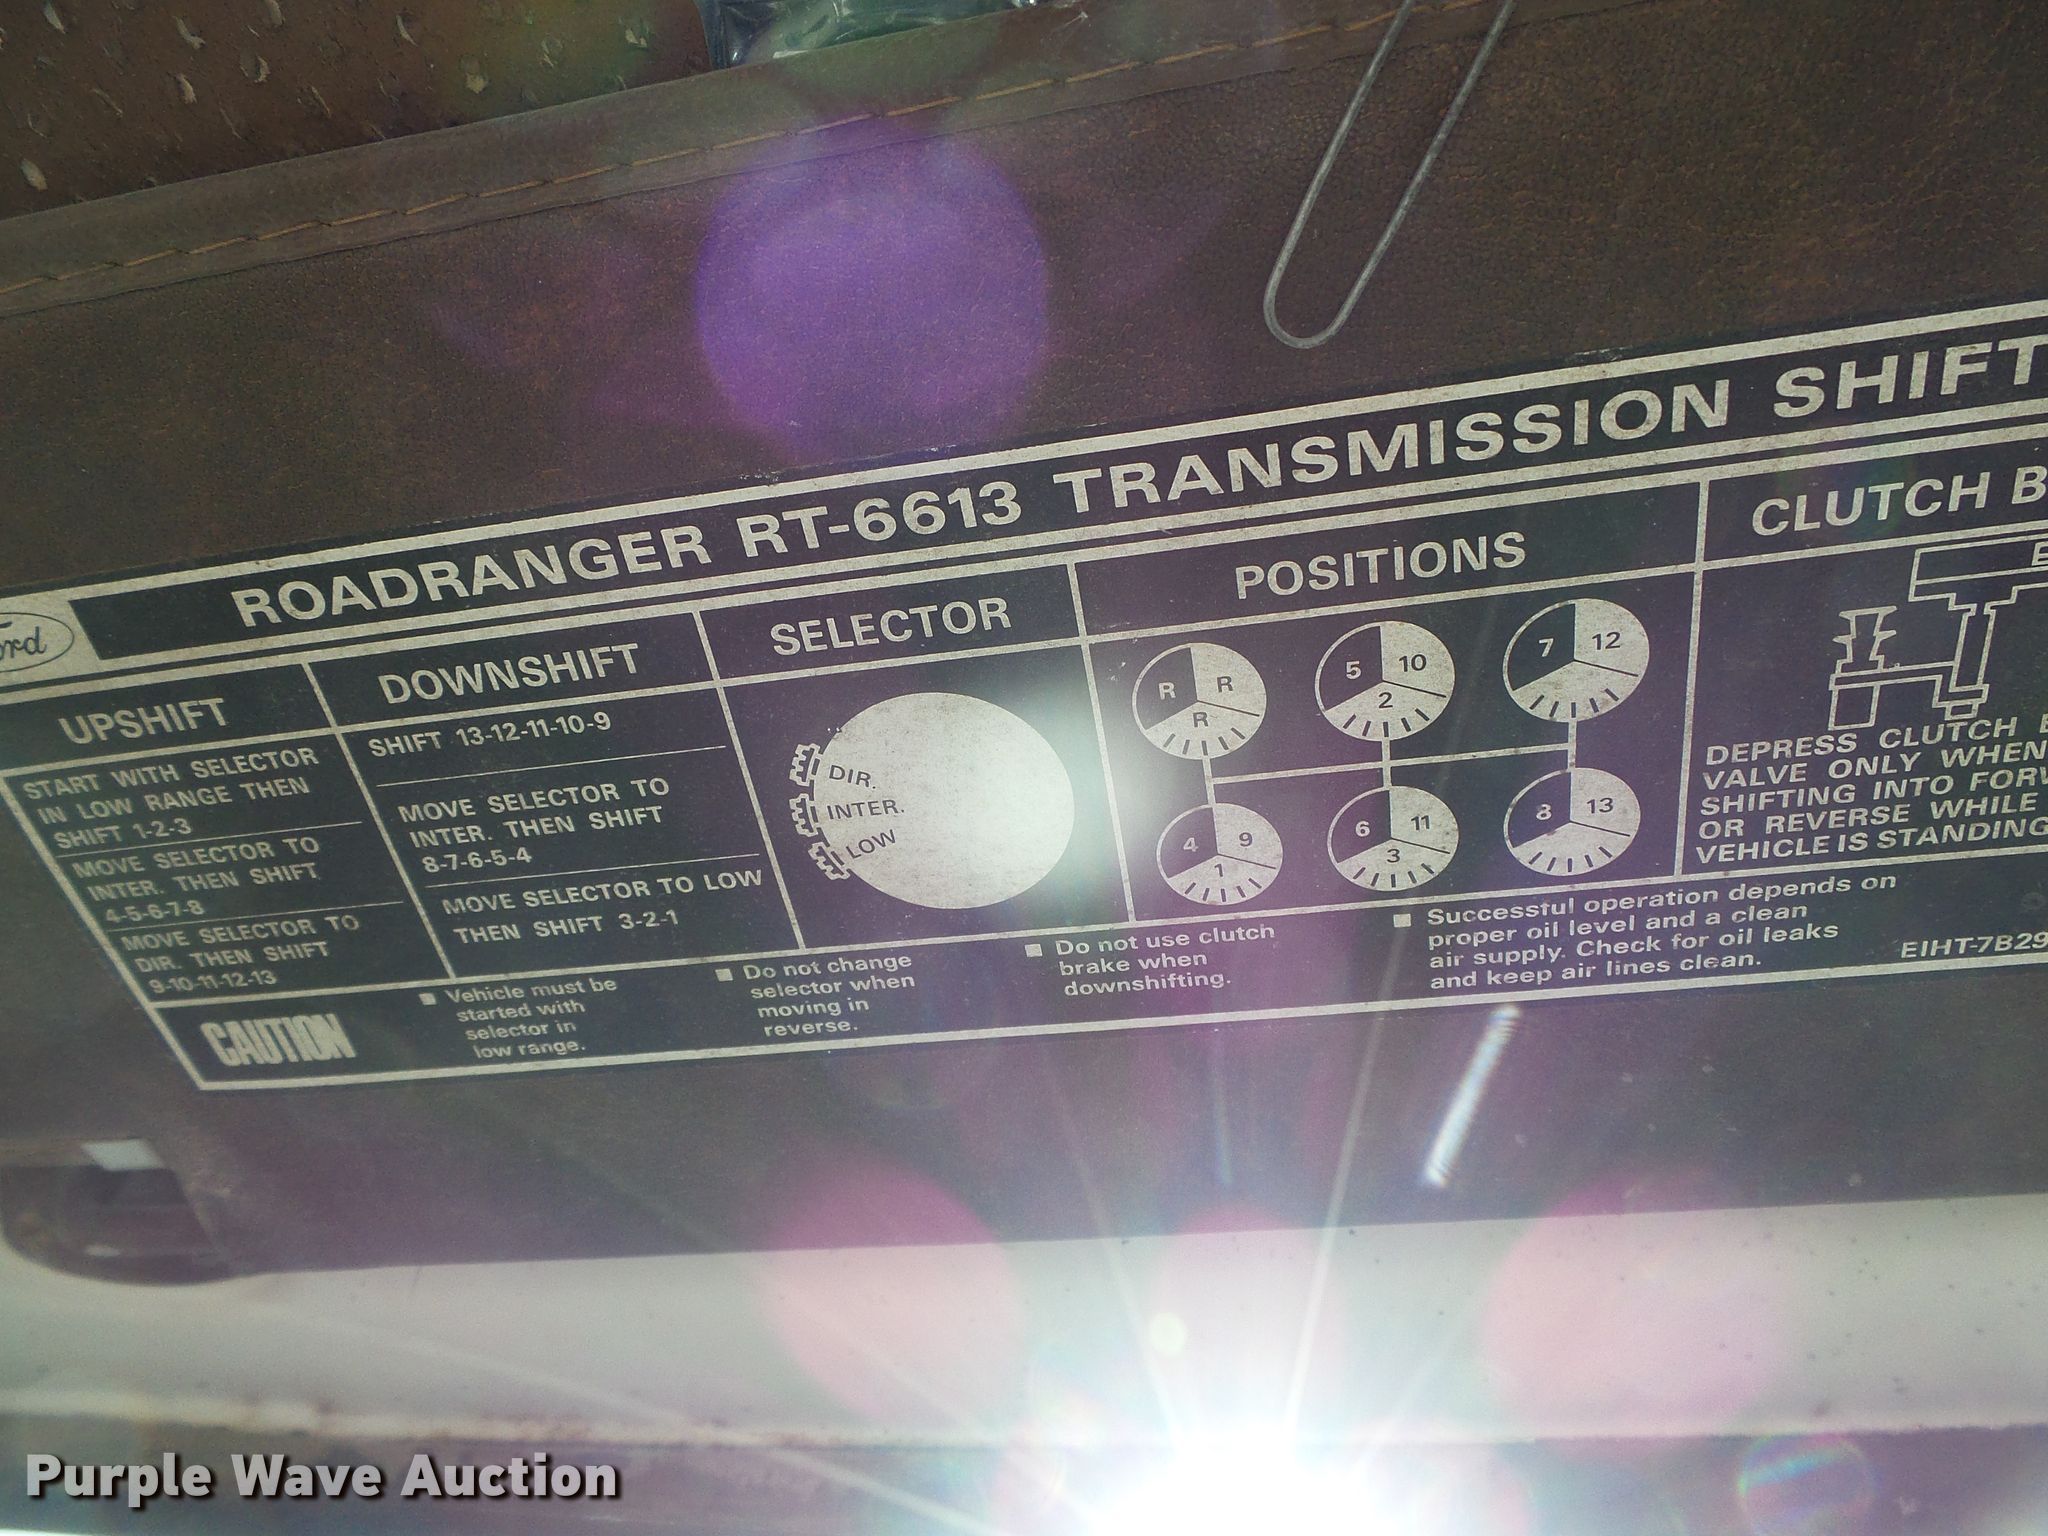 ROADRANGER RT-6613 TRANSMISSION SHIFT
UPSHIFT
START WITH SELECTOR
IN LOW RANGE THEN
SHIFT 1-2-3
MOVE SELECTOR TO
INTER. THEN SHIFT
4-5-6-7-8
MOVE SELECTOR TO
DIR. THEN SHIFT
9-10-11-12-13
DOWNSHIFT
SHIFT 13-12-11-10-9
MOVE SELECTOR TO
INTER. THEN SHIFT
8-7-6-5-4
MOVE SELECTOR TO LOW
THEN SHIFT 3-2-1
SELECTOR
DIR.
INTER.
LOW
POSITIONS
R R
R
5 10
2
7 12
4 9
1
6 11
3
8 13
CLUTCH B
DEPRESS CLUTCH
VALVE ONLY WHEN
SHIFTING INTO FORW
OR REVERSE WHILE
VEHICLE IS STANDING
CAUTION
Vehicle must be
started with
selector in
low range.
Do not change
selector when
moving in
reverse.
Do not use clutch
brake when
downshifting.
Successful operation depends on
proper oil level and a clean
air supply. Check for oil leaks
and keep air lines clean.
EIHT-7B29
Purple Wave Auction